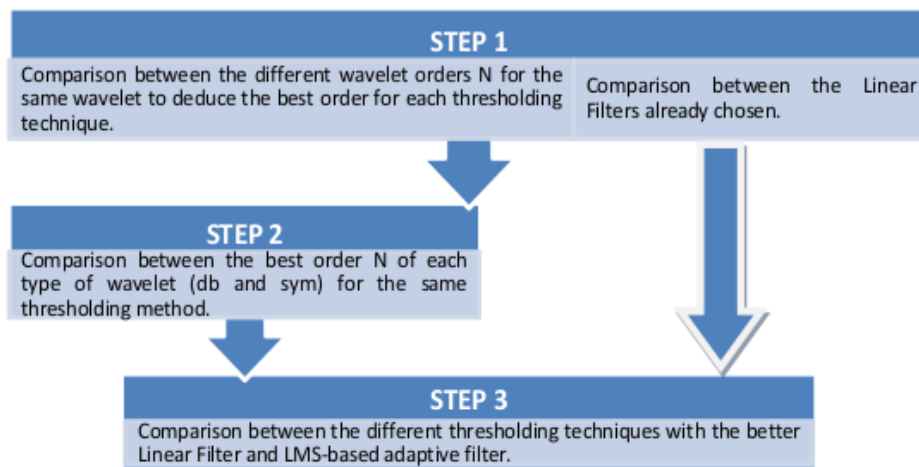 STEP 1
Comparison between the different wavelet orders N for the
same wavelet to deduce the best order for each thresholding
technique.
Comparison between the Linear
Filters already chosen.
STEP 2
Comparison between the best order N of each
type of wavelet (db and sym) for the same
thresholding method.
STEP 3
Comparison between the different thresholding techniques with the better
Linear Filter and LMS-based adaptive filter.